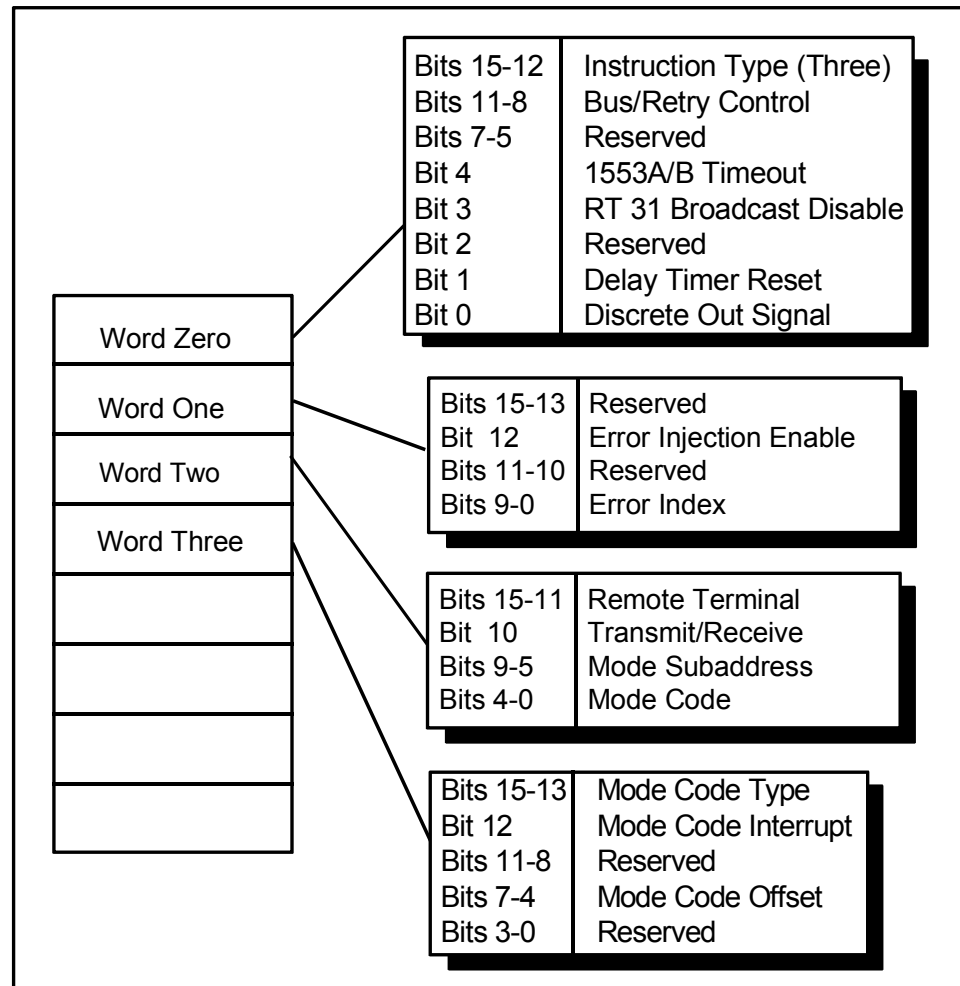 Bits 15-12 Instruction Type (Three)
Bits 11-8 Bus/Retry Control
Bits 7-5 Reserved
Bit 4 1553A/B Timeout
Bit 3 RT 31 Broadcast Disable
Bit 2 Reserved
Bit 1 Delay Timer Reset
Bit 0 Discrete Out Signal
Word Zero
Word One
Word Two
Word Three
Bits 15-13 Reserved
Bit 12 Error Injection Enable
Bits 11-10 Reserved
Bits 9-0 Error Index
Bits 15-11 Remote Terminal
Bit 10 Transmit/Receive
Bits 9-5 Mode Subaddress
Bits 4-0 Mode Code
Bits 15-13 Mode Code Type
Bit 12 Mode Code Interrupt
Bits 11-8 Reserved
Bits 7-4 Mode Code Offset
Bits 3-0 Reserved